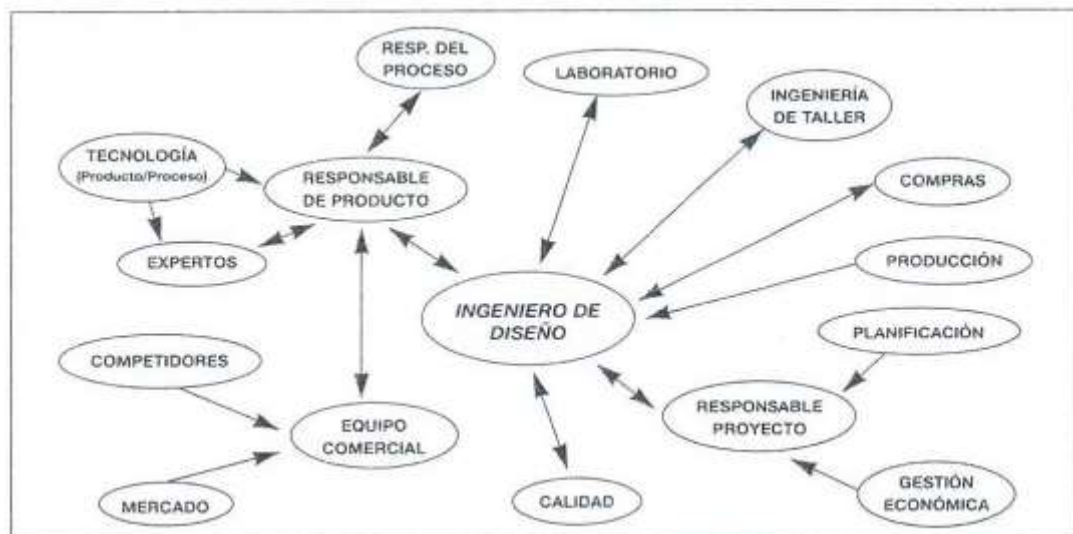 RESP. DEL
PROCESO
LABORATORIO
INGENIERÍA
DE TALLER
TECNOLOGÍA
(Producto/Proceso)
RESPONSABLE
DE PRODUCTO
COMPRAS
EXPERTOS
PRODUCCIÓN
INGENIERO DE
DISEÑO
PLANIFICACIÓN
COMPETIDORES
RESPONSABLE
PROYECTO
EQUIPO
COMERCIAL
MERCADO
CALIDAD
GESTIÓN
ECONÓMICA